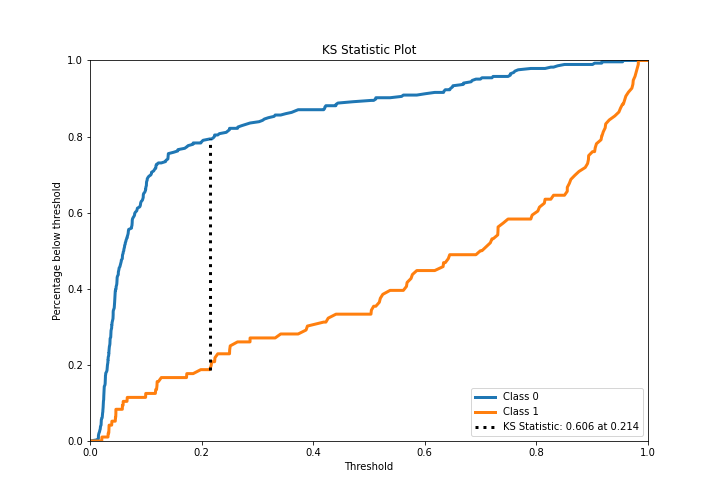 KS Statistic Plot
1.0
0.8
0.6
0.4
0.2
0.0
Percentage below threshold
Class 0
Class 1
KS Statistic: 0.606 at 0.214
0.0 0.2 0.4 0.6 0.8 1.0
Threshold